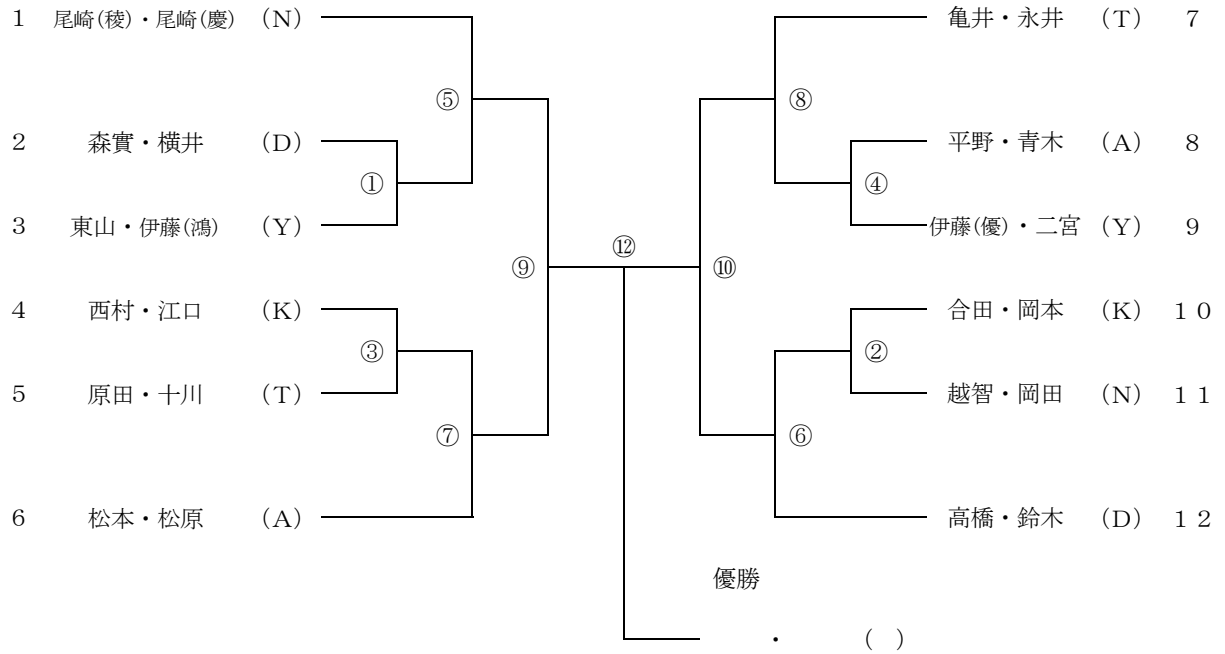 1 尾崎(稜)・尾崎(慶) (N)
⑤
2 森實・横井 (D)
①
3 東山・伊藤(鴻) (Y)
⑨
4 西村・江口 (K)
③
5 原田・十川 (T)
⑦
6 松本・松原 (A)
⑫
亀井・永井 (T) 7
⑧
平野・青木 (A) 8
④
伊藤(優)・二宮 (Y) 9
⑩
合田・岡本 (K) 10
②
越智・岡田 (N) 11
⑥
高橋・鈴木 (D) 12
優勝
・ ( )